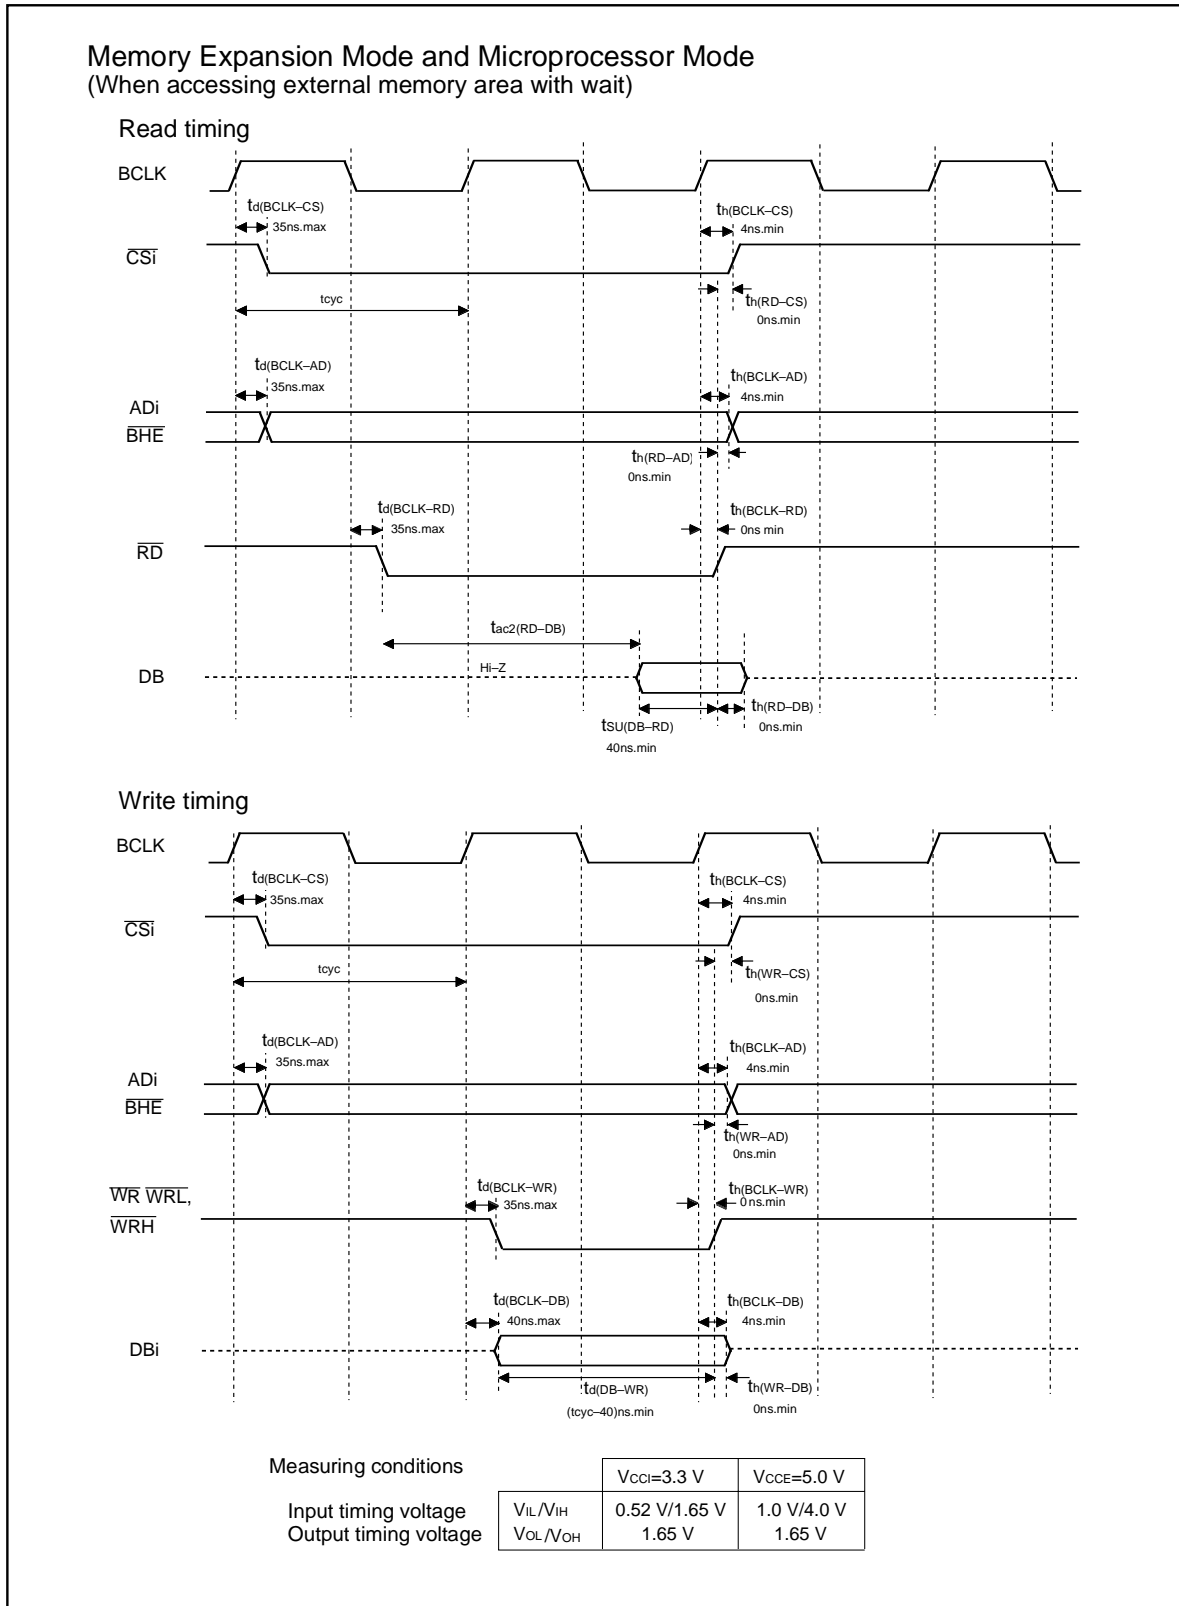 Memory Expansion Mode and Microprocessor Mode
(When accessing external memory area with wait)
Read timing
BCLK
td(BCLK–CS)
35ns.max
th(BCLK–CS)
4ns.min
CSi
tcyc
th(RD–CS)
0ns.min
td(BCLK–AD)
35ns.max
th(BCLK–AD)
4ns.min
ADi
BHE
th(RD–AD)
0ns.min
td(BCLK–RD)
35ns.max
th(BCLK–RD)
0ns min
RD
tac2(RD–DB)
Hi–Z
DB
tSU(DB–RD)
40ns.min
th(RD–DB)
0ns.min
Write timing
BCLK
td(BCLK–CS)
35ns.max
th(BCLK–CS)
4ns.min
CSi
tcyc
th(WR–CS)
0ns.min
td(BCLK–AD)
35ns.max
th(BCLK–AD)
4ns.min
ADi
BHE
th(WR–AD)
0ns.min
WR WRL,
WRH
td(BCLK–WR)
35ns.max
th(BCLK–WR)
0ns.min
td(BCLK–DB)
40ns.max
th(BCLK–DB)
4ns.min
DBi
td(DB–WR)
(tcyc–40)ns.min
th(WR–DB)
0ns.min
Measuring conditions
VCCI=3.3 V VCCE=5.0 V
Input timing voltage VIL/VIH 0.52 V/1.65 V 1.0 V/4.0 V
Output timing voltage VOL/VOH 1.65 V 1.65 V